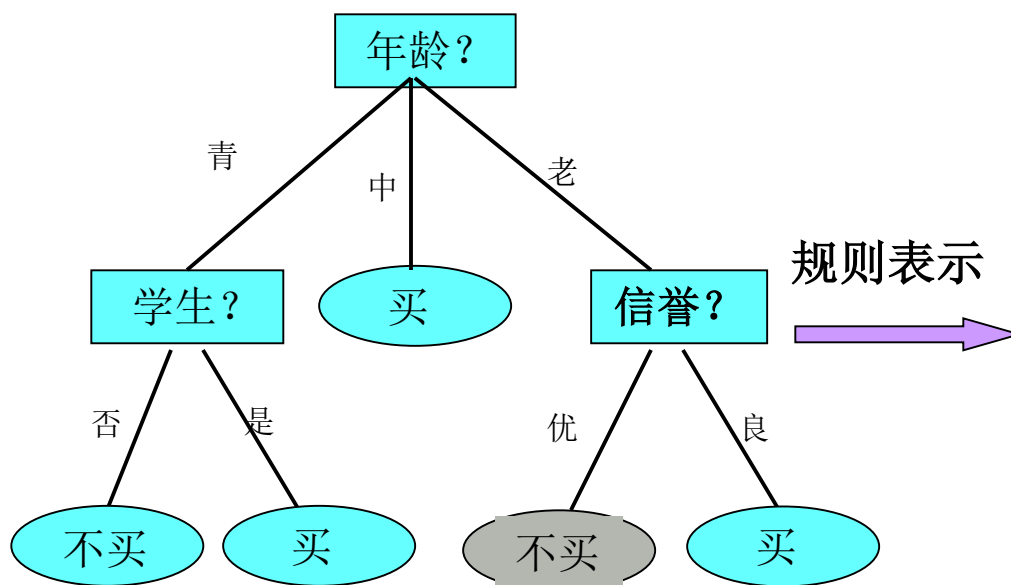 年龄？
青
中
老
规则表示
学生？
买
信誉？
否
是
优
良
不买
买
不买
买